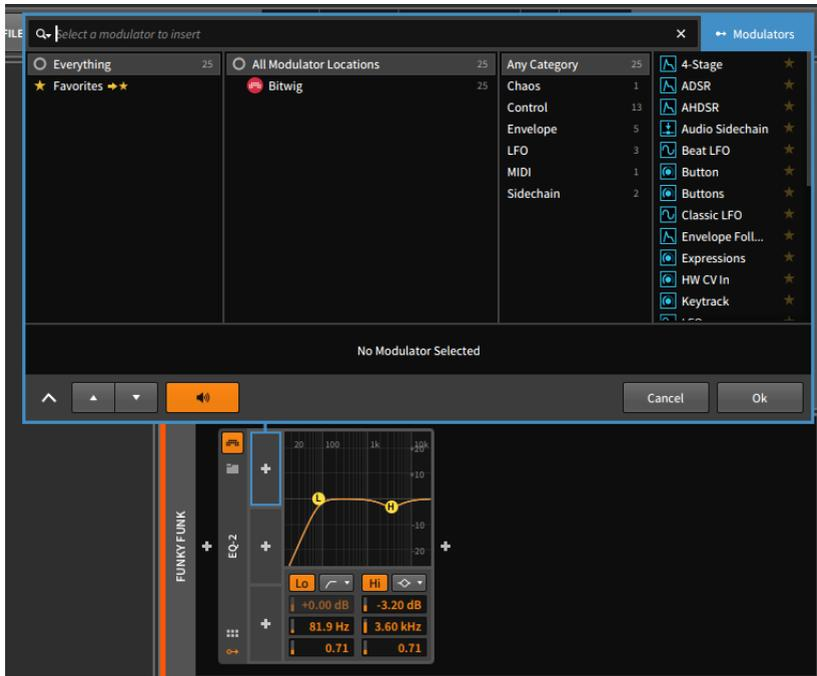 FILE
Select a modulator to insert
Modulators
Everything 25
Favorites
All Modulator Locations 25
Bitwig 25
Any Category 25
Chaos 1
Control 13
Envelope 5
LFO 3
MIDI 1
Sidechain 2
4-Stage
ADSR
AHDSR
Audio Sidechain
Beat LFO
Button
Buttons
Classic LFO
Envelope Foll...
Expressions
HW CV In
Keytrack
No Modulator Selected
Cancel
Ok
FUNKY FUNK
EQ-2
20 100 1k 10k
+20
+10
-10
-20
L
H
Lo
Hi
+0.00 dB
-3.20 dB
81.9 Hz
3.60 kHz
0.71
0.71